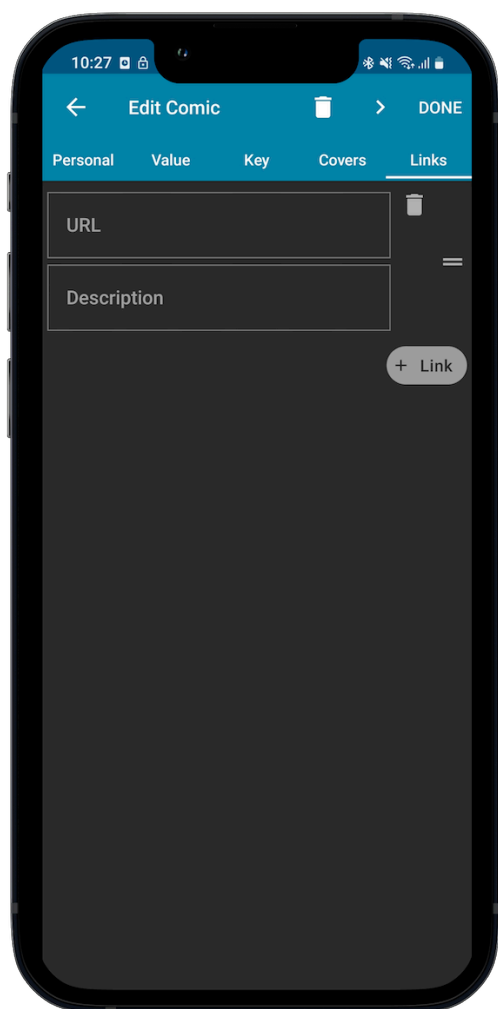 10:27
Edit Comic DONE
Personal Value Key Covers Links
URL
Description
+ Link